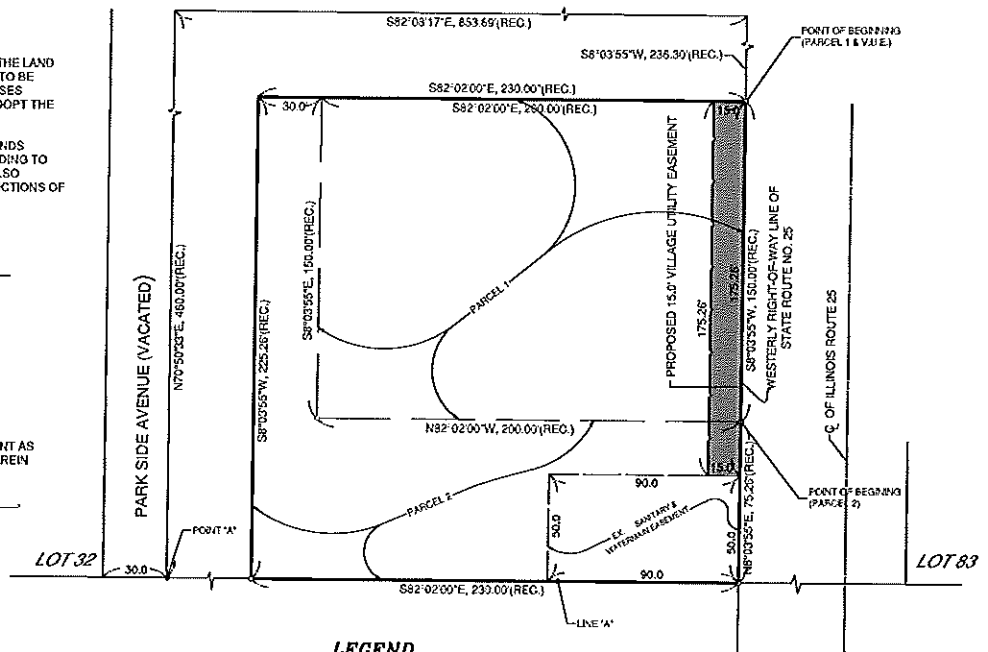 S82°03'17"E, 853.69'(REC.)
POINT OF BEGINNING
(PARCEL 1 & V.U.E.)
S8°03'55"W, 236.30'(REC.)
THE LAND
TO BE
SES
DOPT THE
S82°02'00"E, 230.00'(REC.)
30.0
S82°02'00"E, 200.00'(REC.)
15.0
NDS
DING TO
LSO
CTIONS OF
PARK SIDE AVENUE (VACATED)
N70°50'33"E, 460.00'(REC.)
S8°03'55"W, 225.26'(REC.)
S8°03'55"E, 150.00'(REC.)
PARCEL 1
PROPOSED 15.0' VILLAGE UTILITY EASEMENT
175.26'
175.26'
S8°03'55"W, 150.00'(REC.)
WESTERLY RIGHT-OF-WAY LINE OF
STATE ROUTE NO. 25
℄ OF ILLINOIS ROUTE 25
N82°02'00"W, 200.00'(REC.)
NT AS
REIN
15.0'
90.0
PARCEL 2
50.0
EX. SANITARY &
WATERMAIN EASEMENT
50.0
N8°03'55"E, 75.26'(REC.)
POINT OF BEGINING
(PARCEL 2)
POINT "A"
LOT 32
30.0
90.0
LOT 83
S82°02'00"E, 230.00'(REC.)
LINE "A"
LEGEND